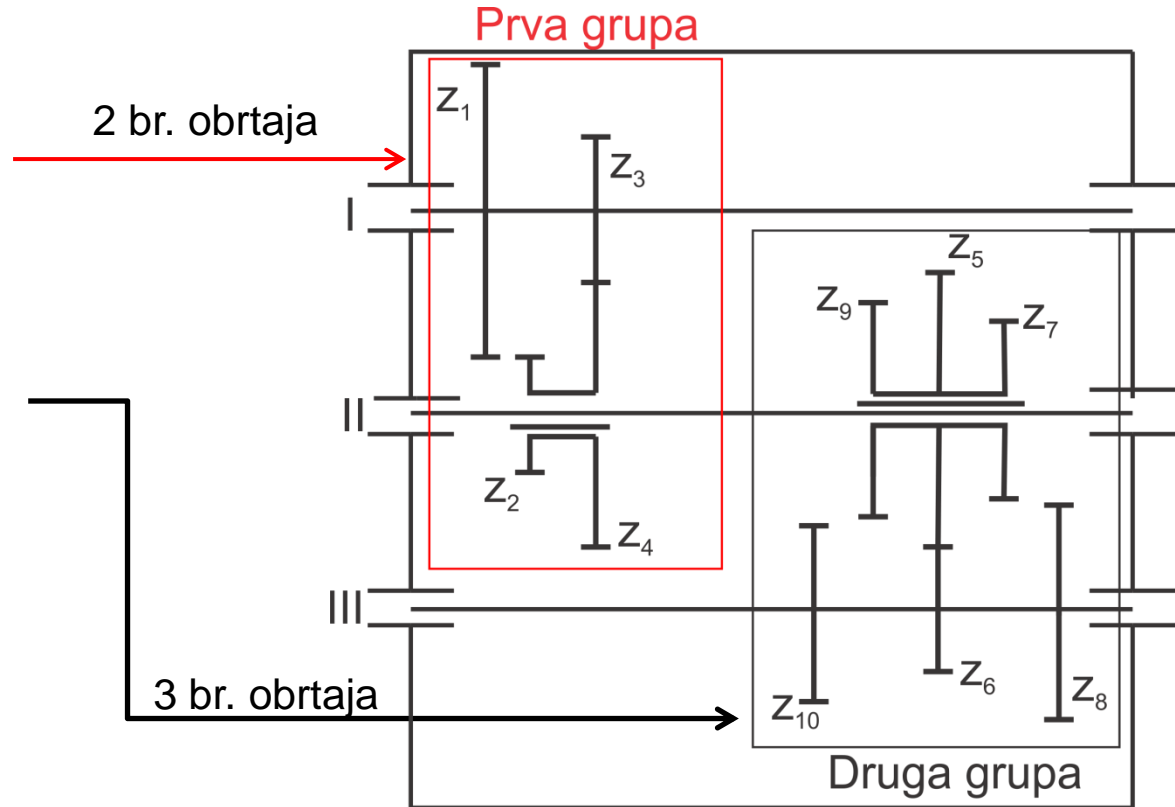 Prva grupa
z1
2 br. obrtaja
z3
I
z5
z9
z7
II
z2
z4
III
z6
3 br. obrtaja
z10
z8
Druga grupa